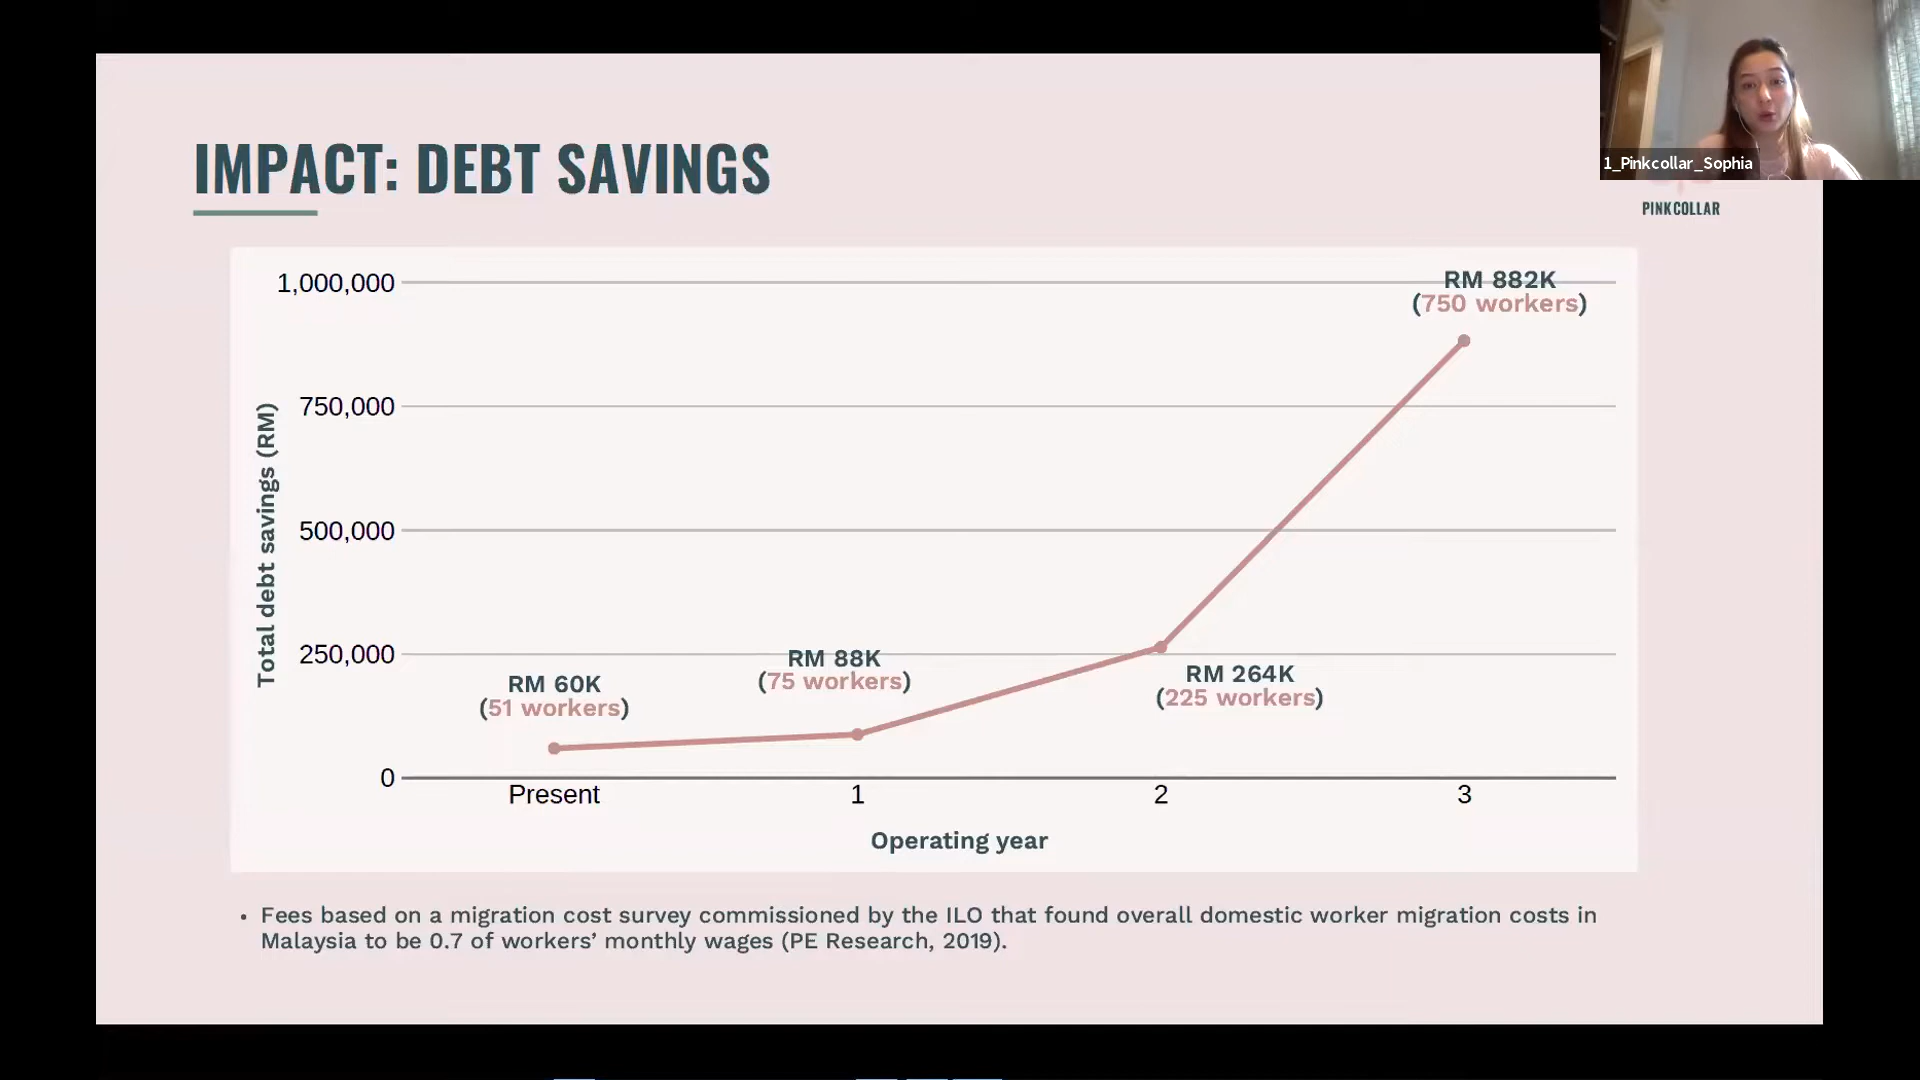 1_Pinkcollar_Sophia
PINKCOLLAR
IMPACT: DEBT SAVINGS
Total debt savings (RM)
1,000,000
750,000
500,000
250,000
0
RM 60K
(51 workers)
RM 88K
(75 workers)
RM 264K
(225 workers)
RM 882K
(750 workers)
Present
1
2
3
Operating year
• Fees based on a migration cost survey commissioned by the ILO that found overall domestic worker migration costs in
Malaysia to be 0.7 of workers’ monthly wages (PE Research, 2019).